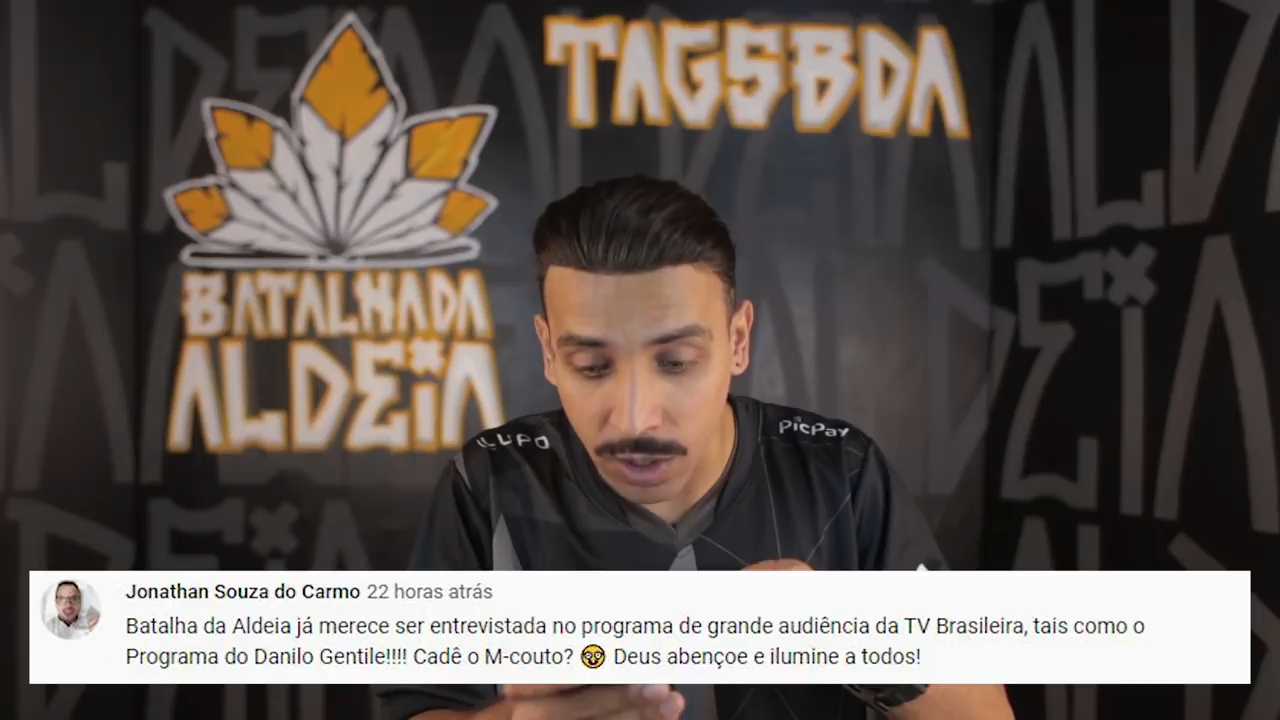 TAGSBDA
BATALHADA
ALDEiA
PicPay
Jonathan Souza do Carmo 22 horas atrás
Batalha da Aldeia já merece ser entrevistada no programa de grande audiência da TV Brasileira, tais como o
Programa do Danilo Gentile!!!! Cadê o M-couto? 🥸 Deus abençoe e ilumine a todos!